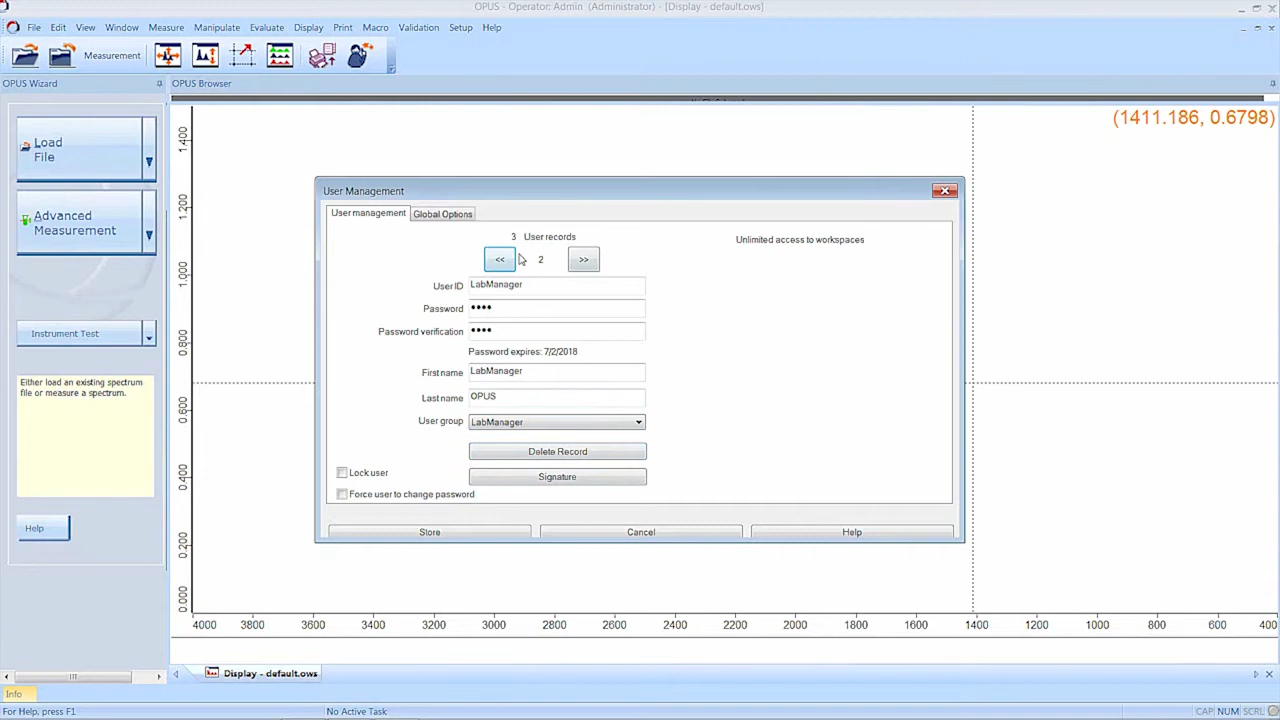 OPUS - Operator: Admin (Administrator) - [Display - default.ows]
File Edit View Window Measure Manipulate Evaluate Display Print Macro Validation Setup Help
Measurement
OPUS Wizard
OPUS Browser
Load
File
Advanced
Measurement
Instrument Test
Either load an existing spectrum
file or measure a spectrum.
Help
(1411.186, 0.6798)
1.400
1.200
1.000
0.800
0.600
0.400
0.200
0.000
User Management
User management Global Options
3 User records
Unlimited access to workspaces
<< 2 >>
User ID LabManager
Password ••••
Password verification ••••
Password expires: 7/2/2018
First name LabManager
Last name OPUS
User group LabManager
Delete Record
Lock user
Signature
Force user to change password
Store Cancel Help
4000 3800 3600 3400 3200 3000 2800 2600 2400 2200 2000 1800 1600 1400 1200 1000 800 600 400
Display - default.ows
Info
For Help, press F1
No Active Task
CAP NUM SCRL